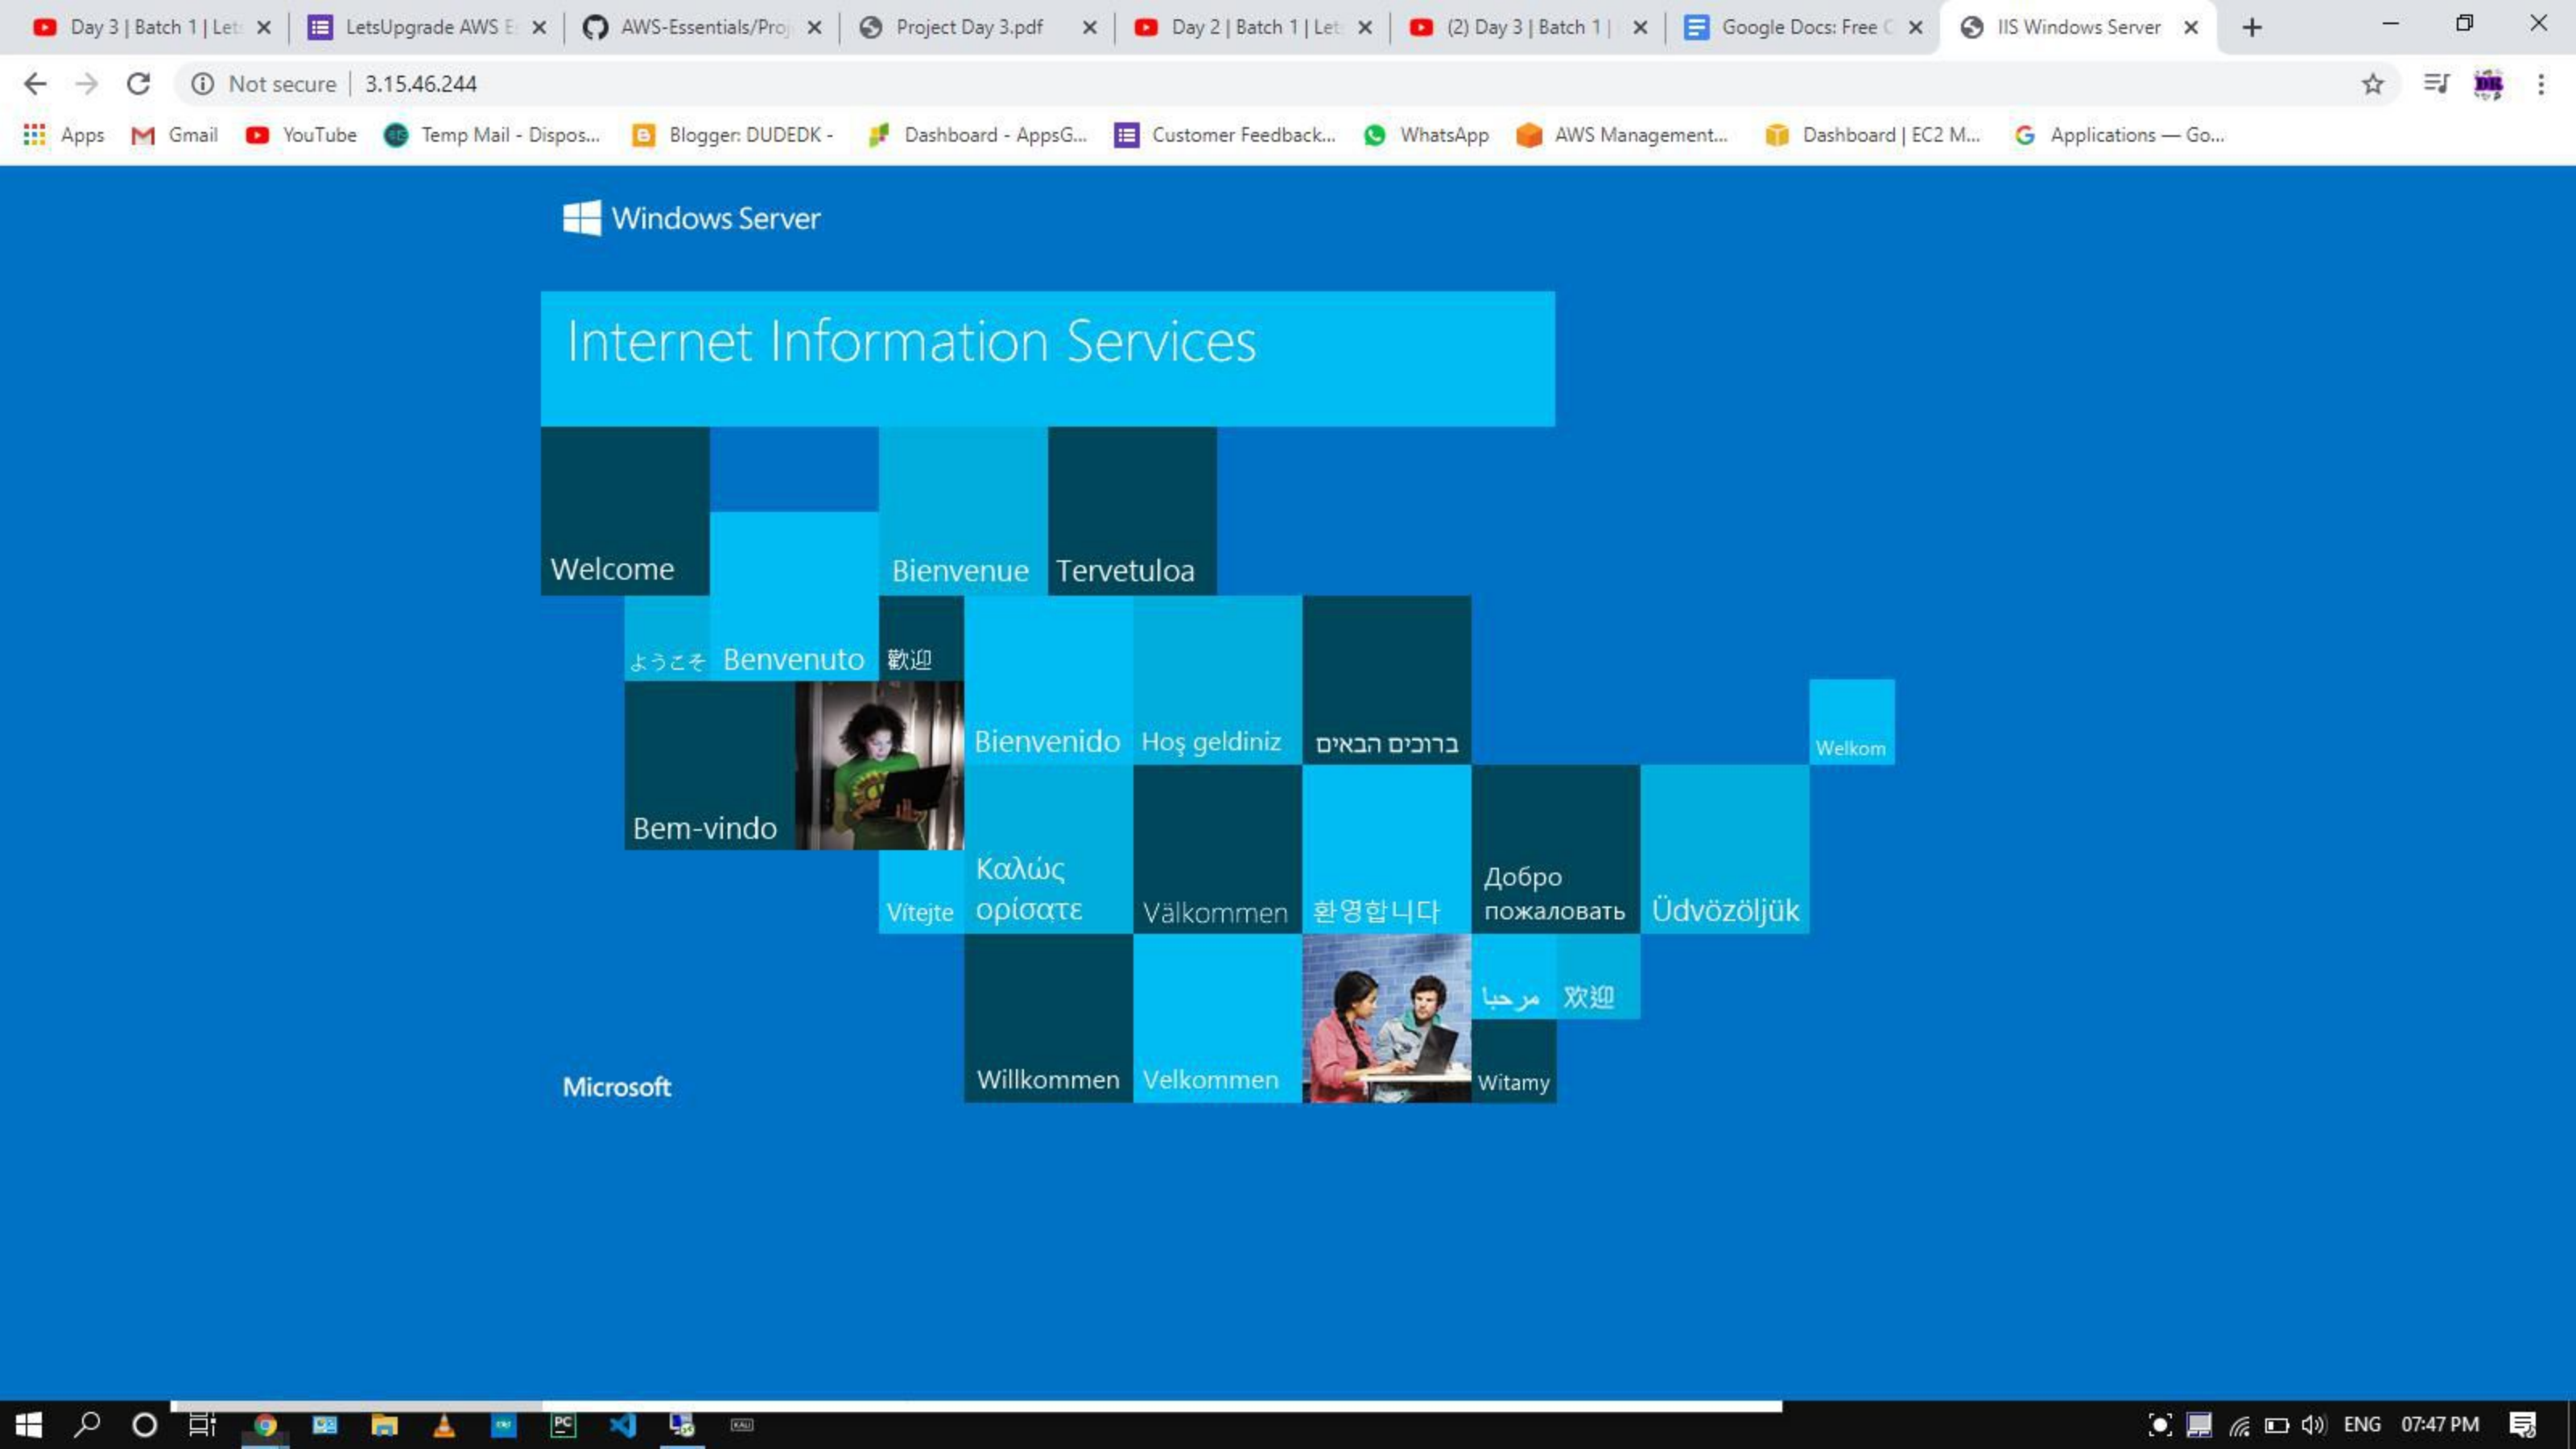 Day 3 | Batch 1 | Let
LetsUpgrade AWS E
AWS-Essentials/Proj
Project Day 3.pdf
Day 2 | Batch 1 | Let
(2) Day 3 | Batch 1 |
Google Docs: Free C
IIS Windows Server
Not secure | 3.15.46.244
Apps
Gmail
YouTube
Temp Mail - Dispos...
Blogger: DUDEDK -
Dashboard - AppsG...
Customer Feedback...
WhatsApp
AWS Management...
Dashboard | EC2 M...
Applications — Go...
Windows Server
Internet Information Services
Welcome
Bienvenue
Tervetuloa
ようこそ
Benvenuto
歡迎
Bienvenido
Hoş geldiniz
ברוכים הבאים
Welkom
Bem-vindo
Vítejte
Καλώς
ορίσατε
Välkommen
환영합니다
Добро
пожаловать
Üdvözöljük
مرحبا
欢迎
Willkommen
Velkommen
Witamy
Microsoft
PC
KALI
ENG
07:47 PM